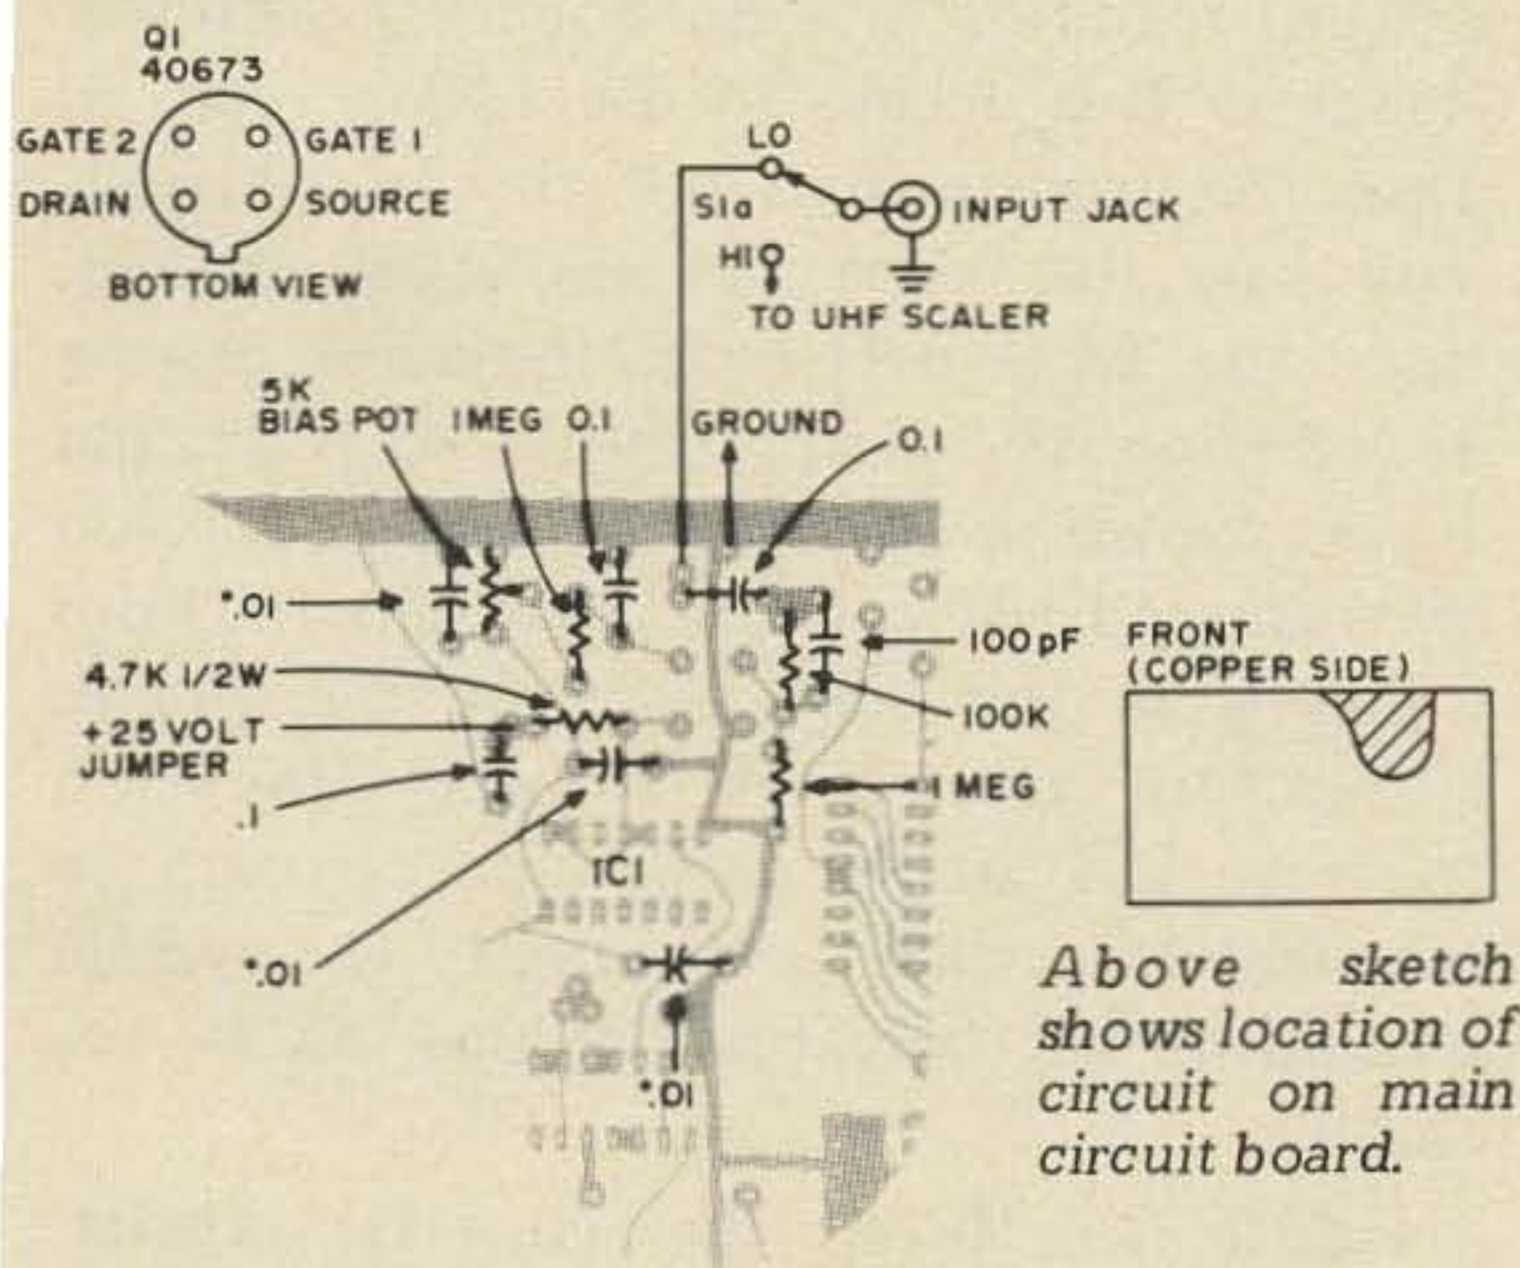 Q1
40673
GATE 2
GATE 1
DRAIN
SOURCE
BOTTOM VIEW
LO
S1a
INPUT JACK
HI
TO UHF SCALER
5K
BIAS POT
1MEG
0.1
GROUND
0.1
*.01
100pF
4.7K 1/2W
100K
+25 VOLT
JUMPER
1 MEG
.1
IC1
*.01
*.01
FRONT
(COPPER SIDE)
Above sketch
shows location of
circuit on main
circuit board.